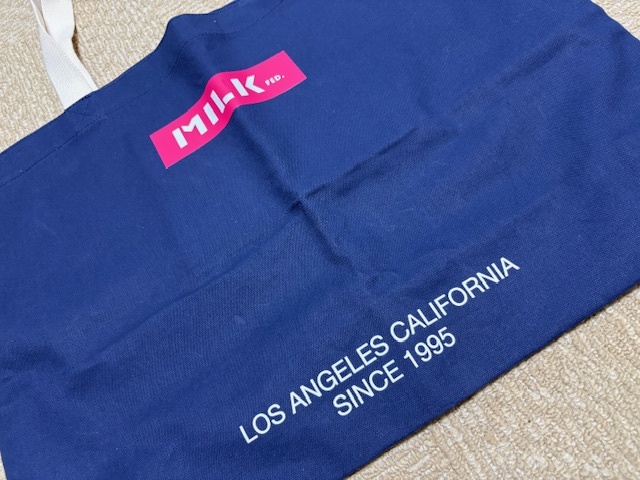 MILK FED.
LOS ANGELES CALIFORNIA
SINCE 1995